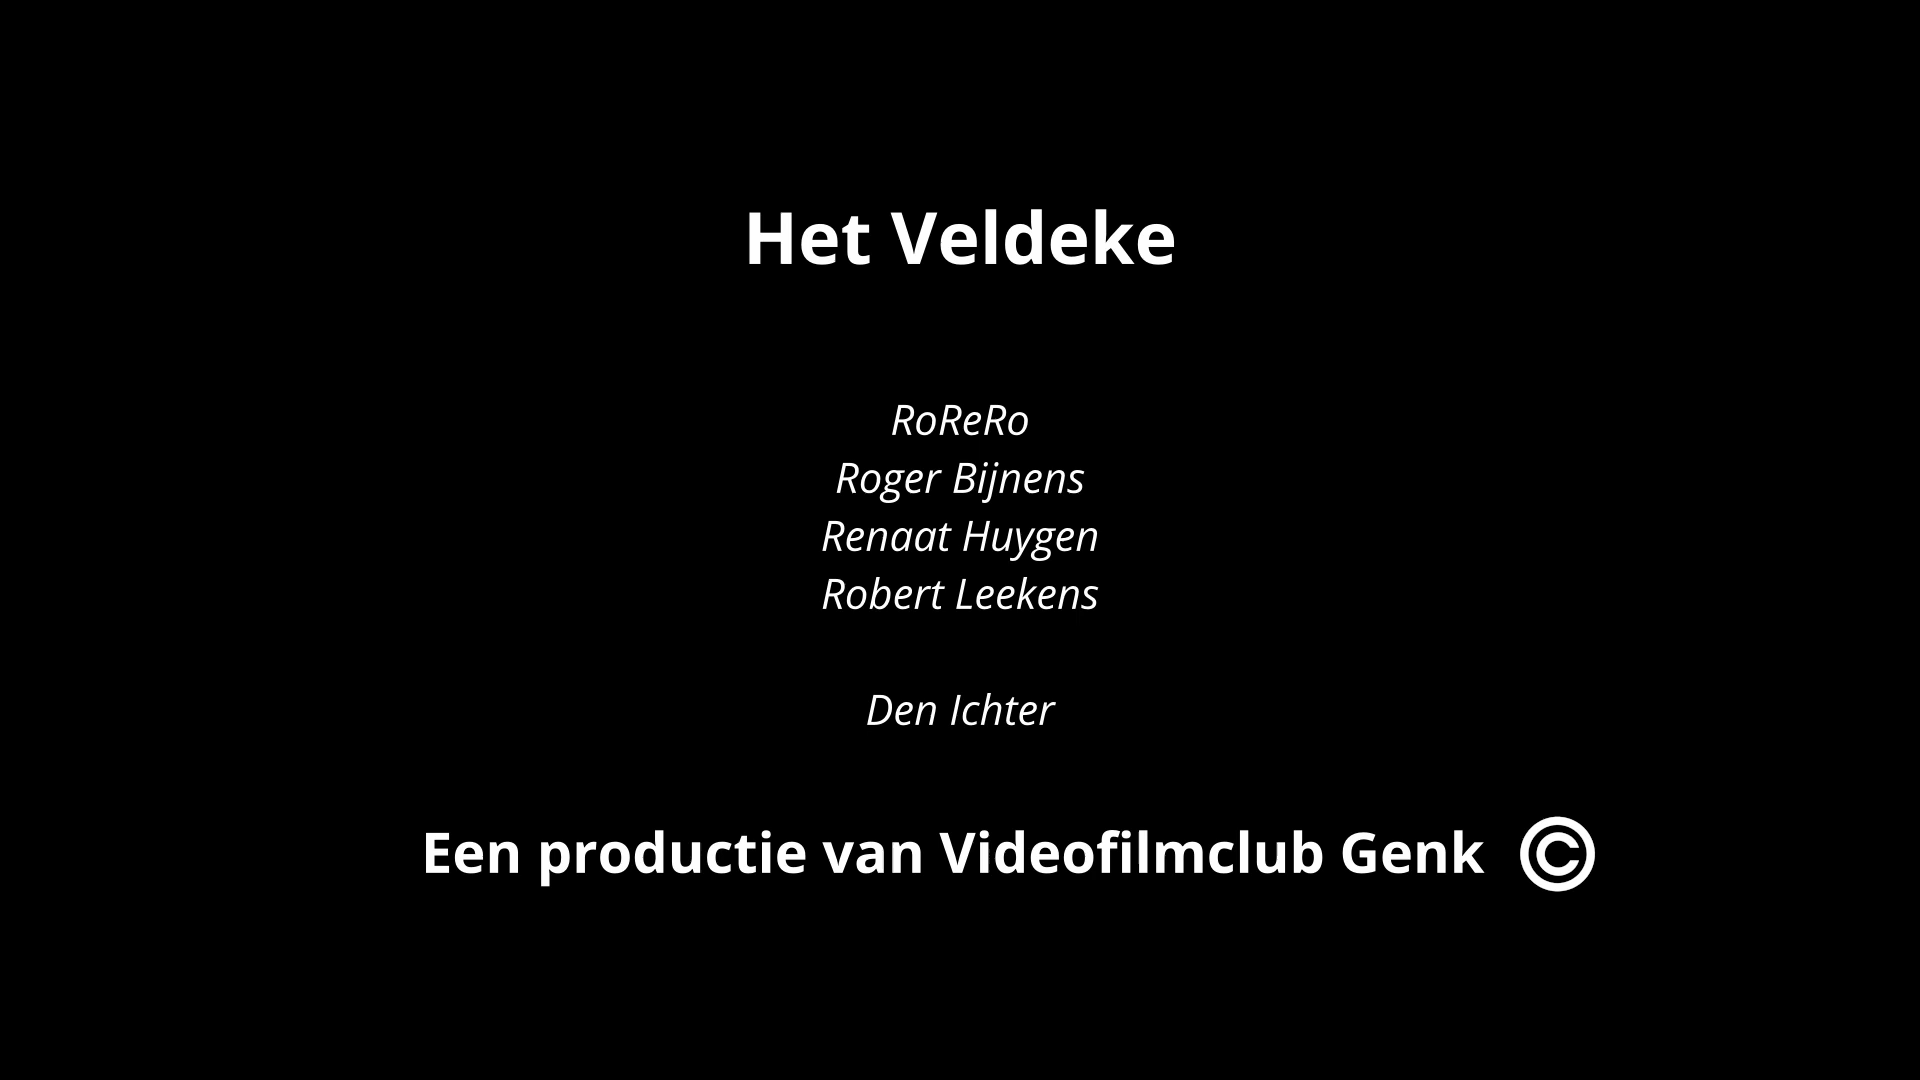 Het Veldeke
RoReRo
Roger Bijnens
Renaat Huygen
Robert Leekens
Den Ichter
Een productie van Videofilmclub Genk ©